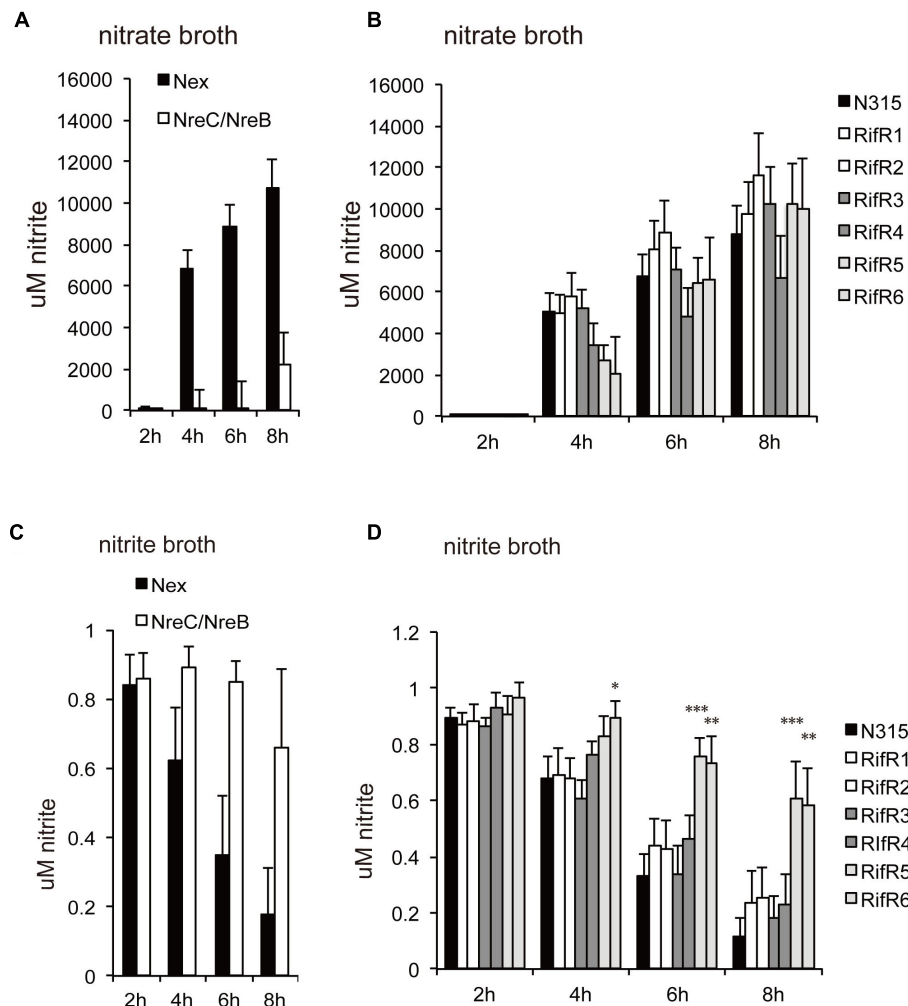 A
nitrate broth
Nex
NreC/NreB
uM nitrite
16000
14000
12000
10000
8000
6000
4000
2000
0
2h 4h 6h 8h
B
nitrate broth
uM nitrite
16000
14000
12000
10000
8000
6000
4000
2000
0
2h 4h 6h 8h
N315
RifR1
RifR2
RifR3
RifR4
RifR5
RifR6
C
nitrite broth
Nex
NreC/NreB
uM nitrite
1
0.8
0.6
0.4
0.2
0
2h 4h 6h 8h
D
nitrite broth
uM nitrite
1.2
1
0.8
0.6
0.4
0.2
0
*
***
**
***
**
2h 4h 6h 8h
N315
RifR1
RifR2
RifR3
RIfR4
RifR5
RifR6